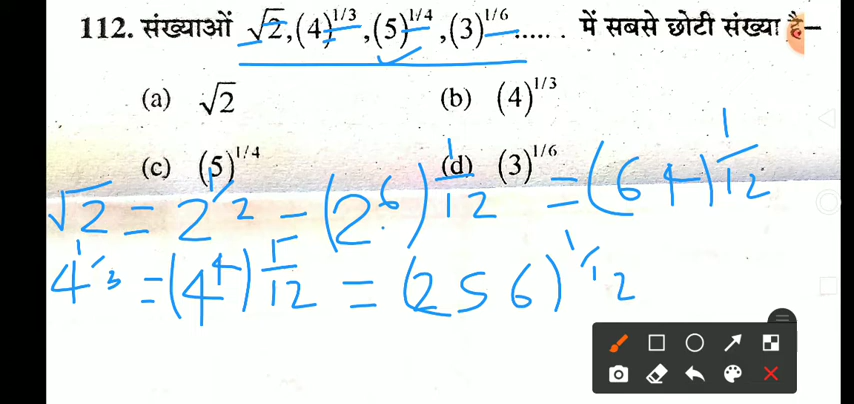 112. संख्याओं √2, (4)^1/3, (5)^1/4, (3)^1/6 ...... में सबसे छोटी संख्या है–
(a) √2 (b) (4)^1/3
(c) (5)^1/4 (d) (3)^1/6
√2 = 2^1/2 = (2^6)^1/12 = (64)^1/12
4^1/3 = (4^4)^1/12 = (256)^1/12